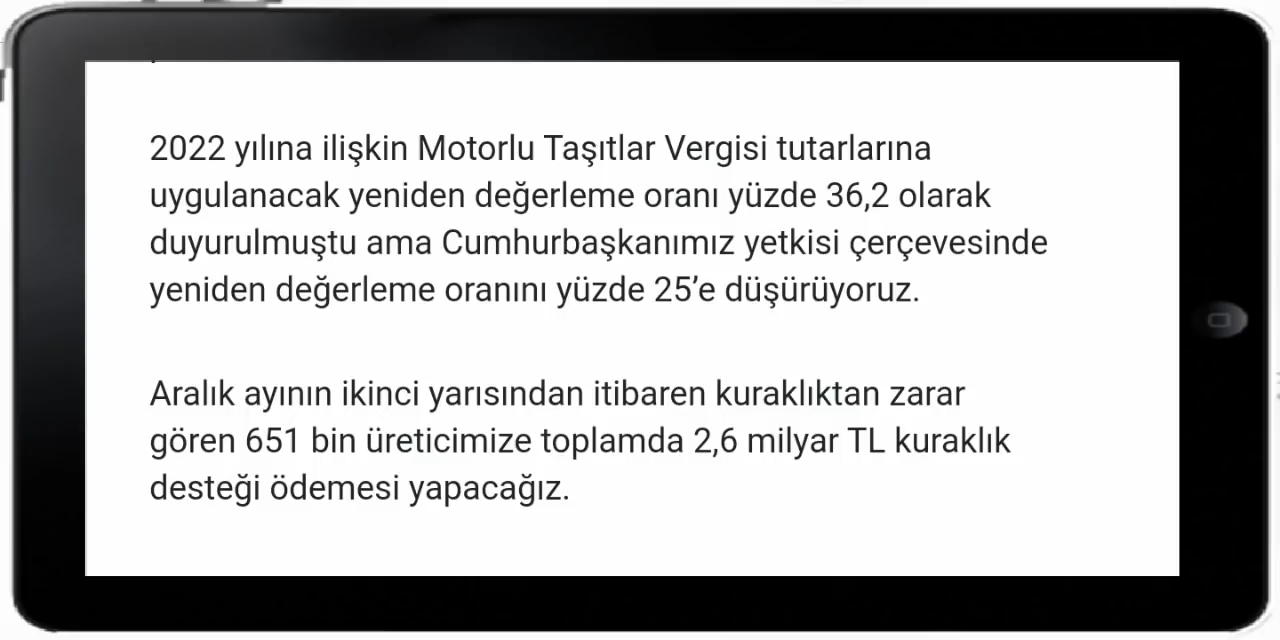 2022 yılına ilişkin Motorlu Taşıtlar Vergisi tutarlarına
uygulanacak yeniden değerleme oranı yüzde 36,2 olarak
duyurulmuştu ama Cumhurbaşkanımız yetkisi çerçevesinde
yeniden değerleme oranını yüzde 25’e düşürüyoruz.
Aralık ayının ikinci yarısından itibaren kuraklıktan zarar
gören 651 bin üreticimize toplamda 2,6 milyar TL kuraklık
desteği ödemesi yapacağız.